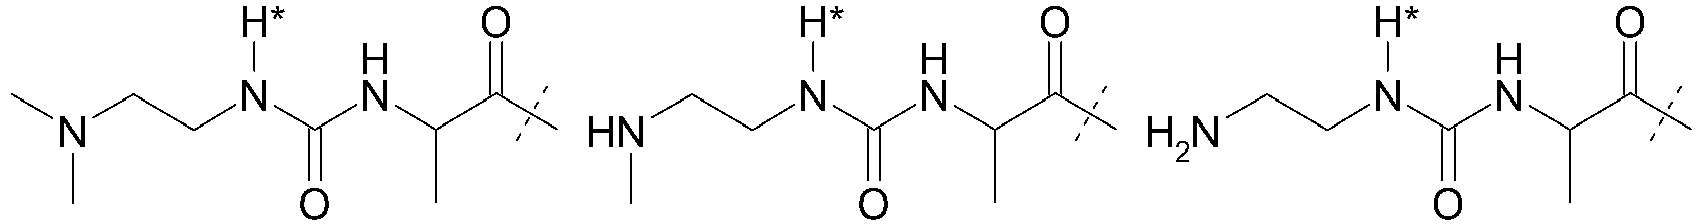 H* O H* O H* O
H H H
N N N N N N
N HN H2N
O O O